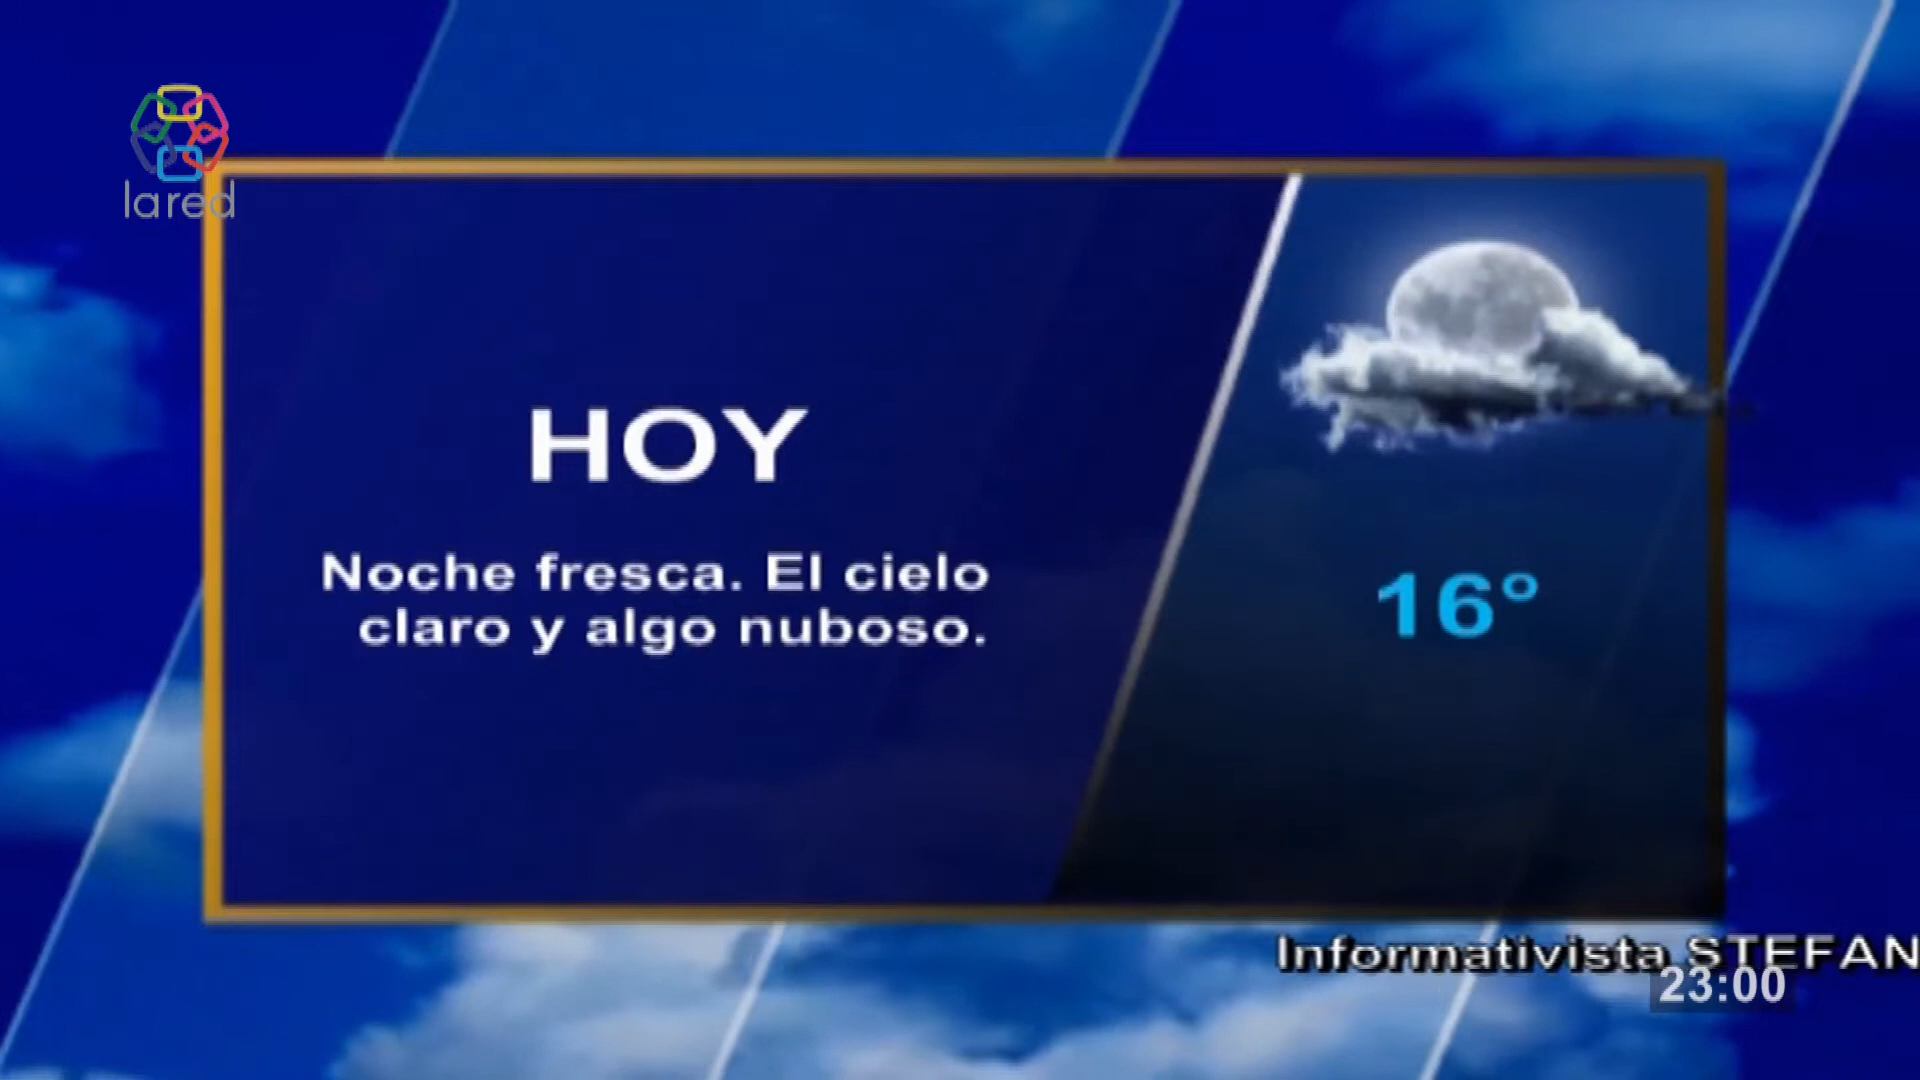 lared
HOY
Noche fresca. El cielo
claro y algo nuboso.
16°
Informativista STEFAN
23:00